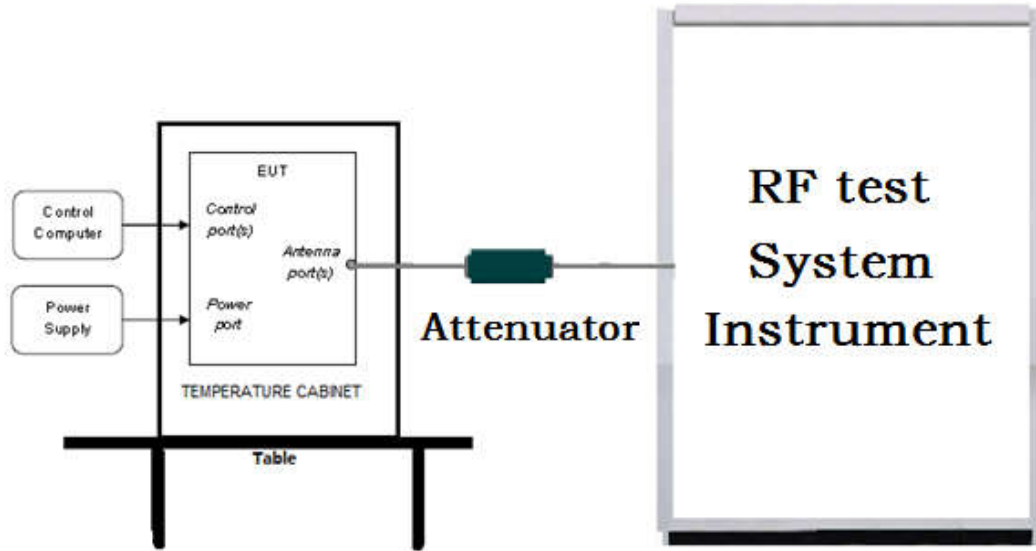 EUT
Control
Computer
Control
port(s)
Antenna
port(s)
Power
Supply
Power
port
TEMPERATURE CABINET
Table
Attenuator
RF test
System
Instrument